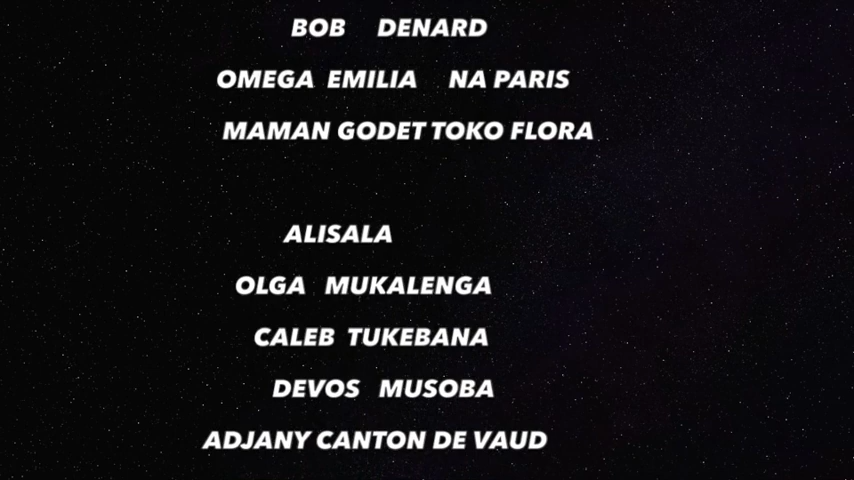 BOB DENARD
OMEGA EMILIA NA PARIS
MAMAN GODET TOKO FLORA
ALISALA
OLGA MUKALENGA
CALEB TUKEBANA
DEVOS MUSOBA
ADJANY CANTON DE VAUD